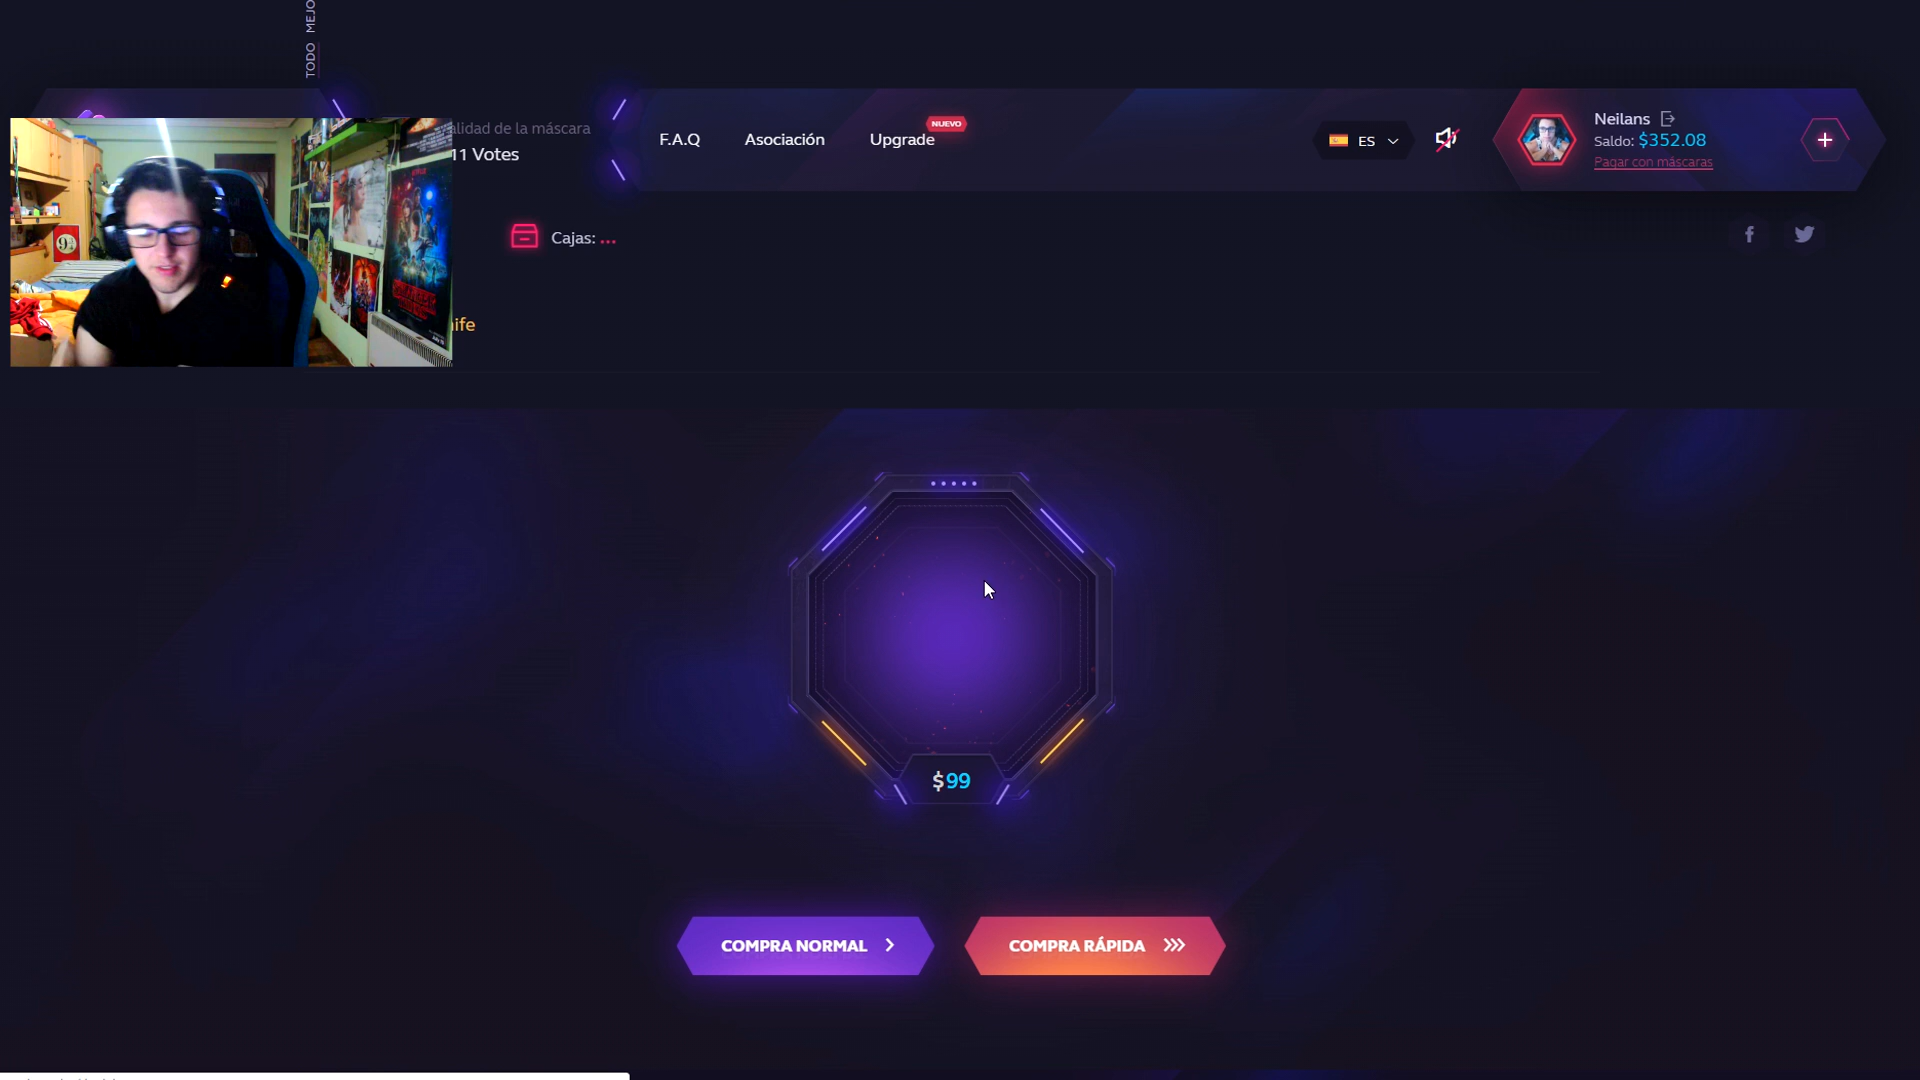 TODO MEJO
alidad de la máscara
11 Votes
F.A.Q
Asociación
Upgrade
NUEVO
ES
Neilans
Saldo: $352.08
Pagar con máscaras
Cajas: ...
ife
$99
COMPRA NORMAL
COMPRA RÁPIDA